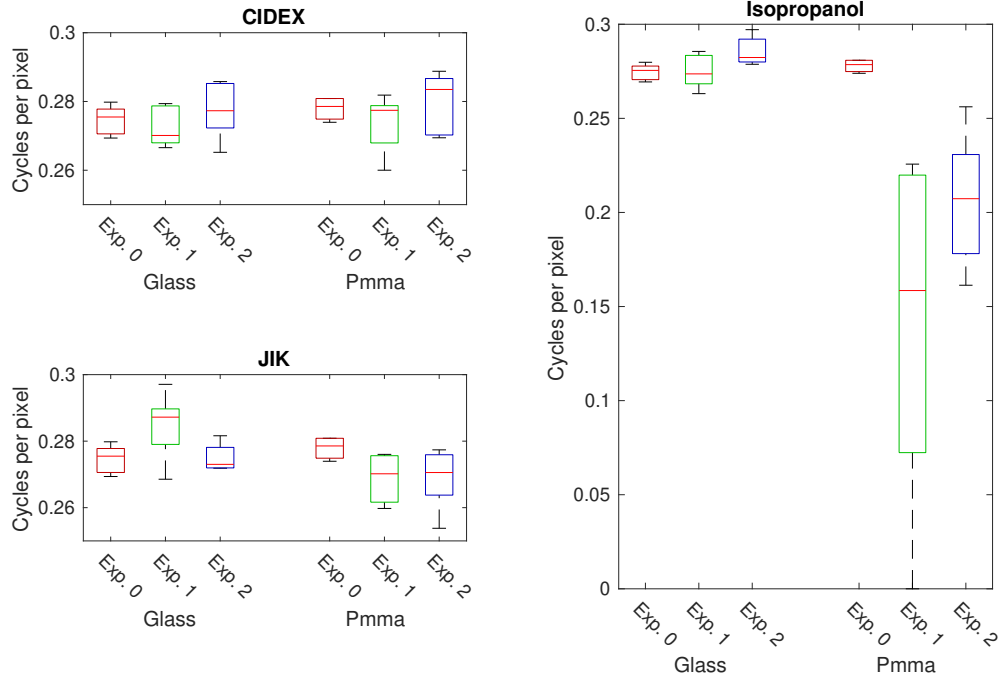 CIDEX
0.3
0.28
0.26
Cycles per pixel
Exp. 0
Exp. 1
Exp. 2
Exp. 0
Exp. 1
Exp. 2
Glass
Pmma
JIK
0.3
0.28
0.26
Cycles per pixel
Exp. 0
Exp. 1
Exp. 2
Exp. 0
Exp. 1
Exp. 2
Glass
Pmma
Isopropanol
0.3
0.25
0.2
0.15
0.1
0.05
0
Cycles per pixel
Exp. 0
Exp. 1
Exp. 2
Exp. 0
Exp. 1
Exp. 2
Glass
Pmma